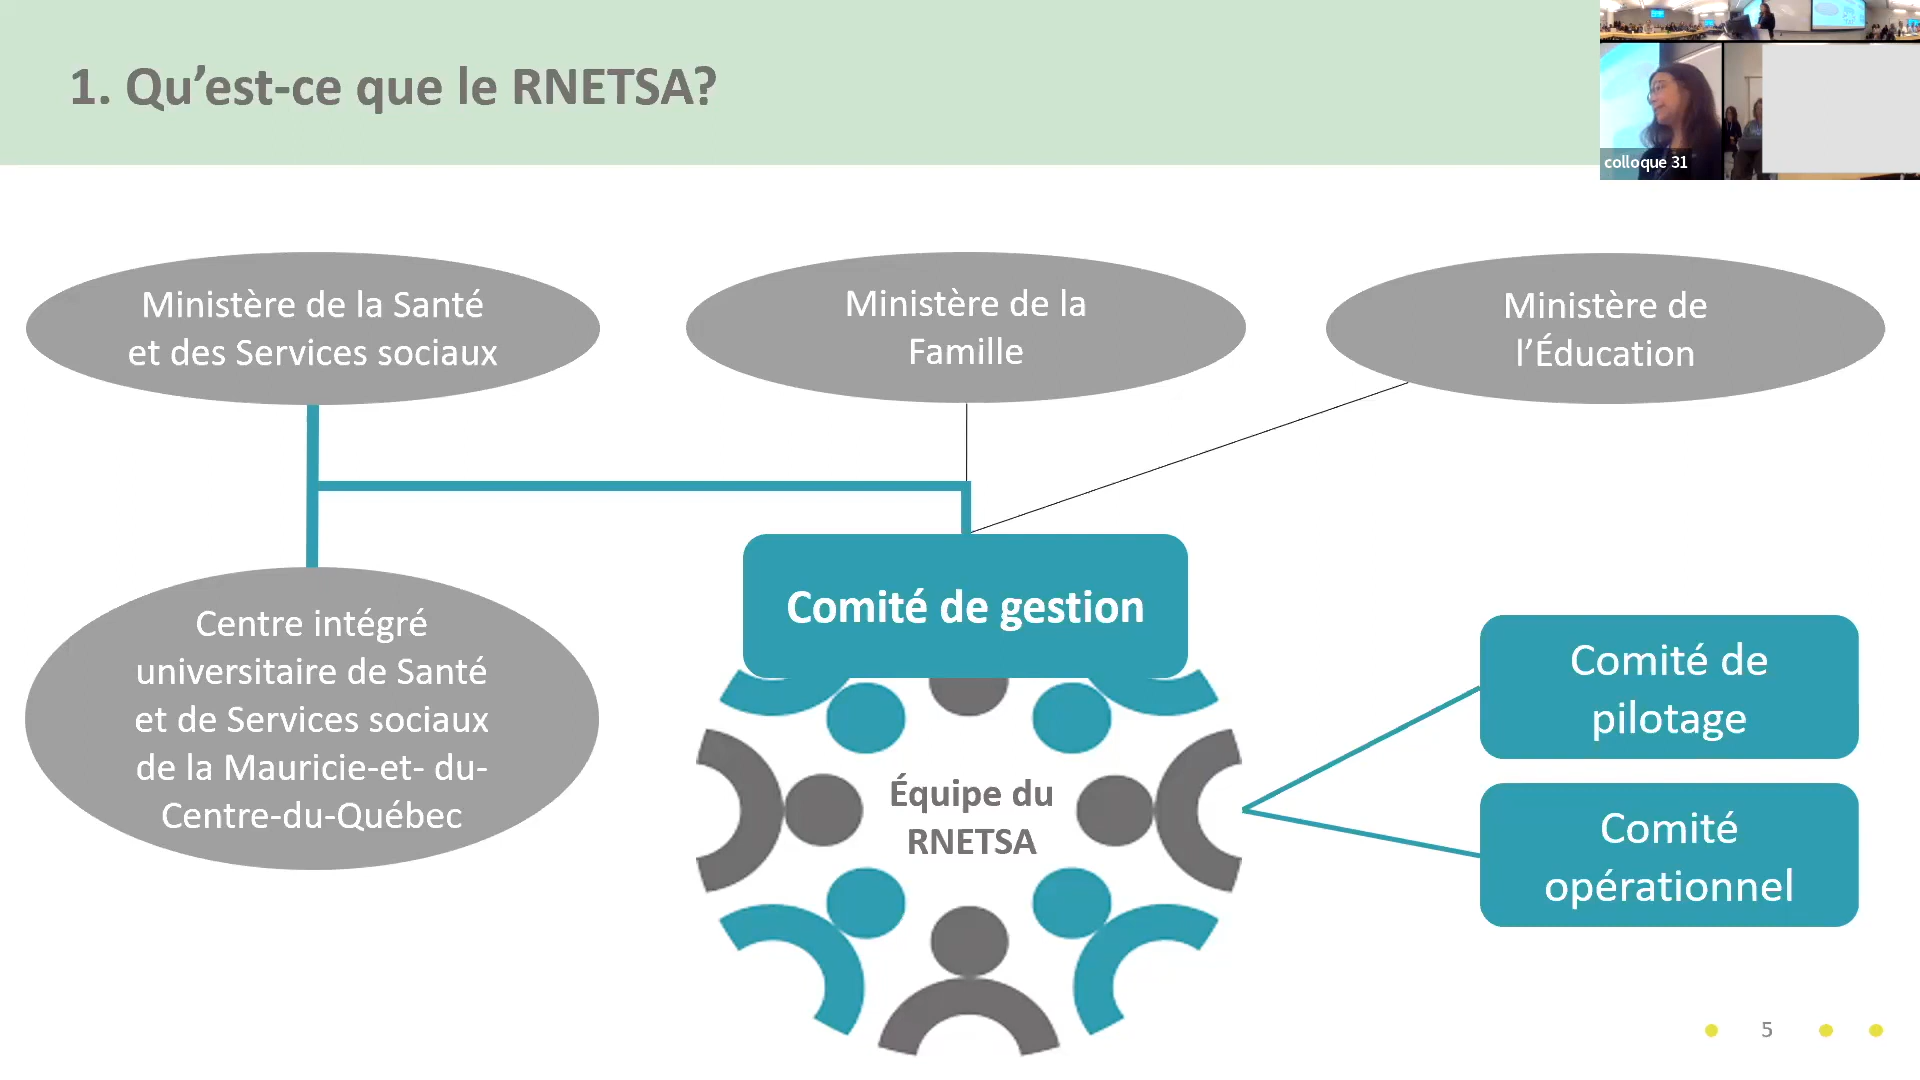 1. Qu’est-ce que le RNETSA?
colloque 31
Ministère de la Santé
et des Services sociaux
Ministère de la
Famille
Ministère de
l’Éducation
Comité de gestion
Centre intégré
universitaire de Santé
et de Services sociaux
de la Mauricie-et- du-
Centre-du-Québec
Équipe du
RNETSA
Comité de
pilotage
Comité
opérationnel
5